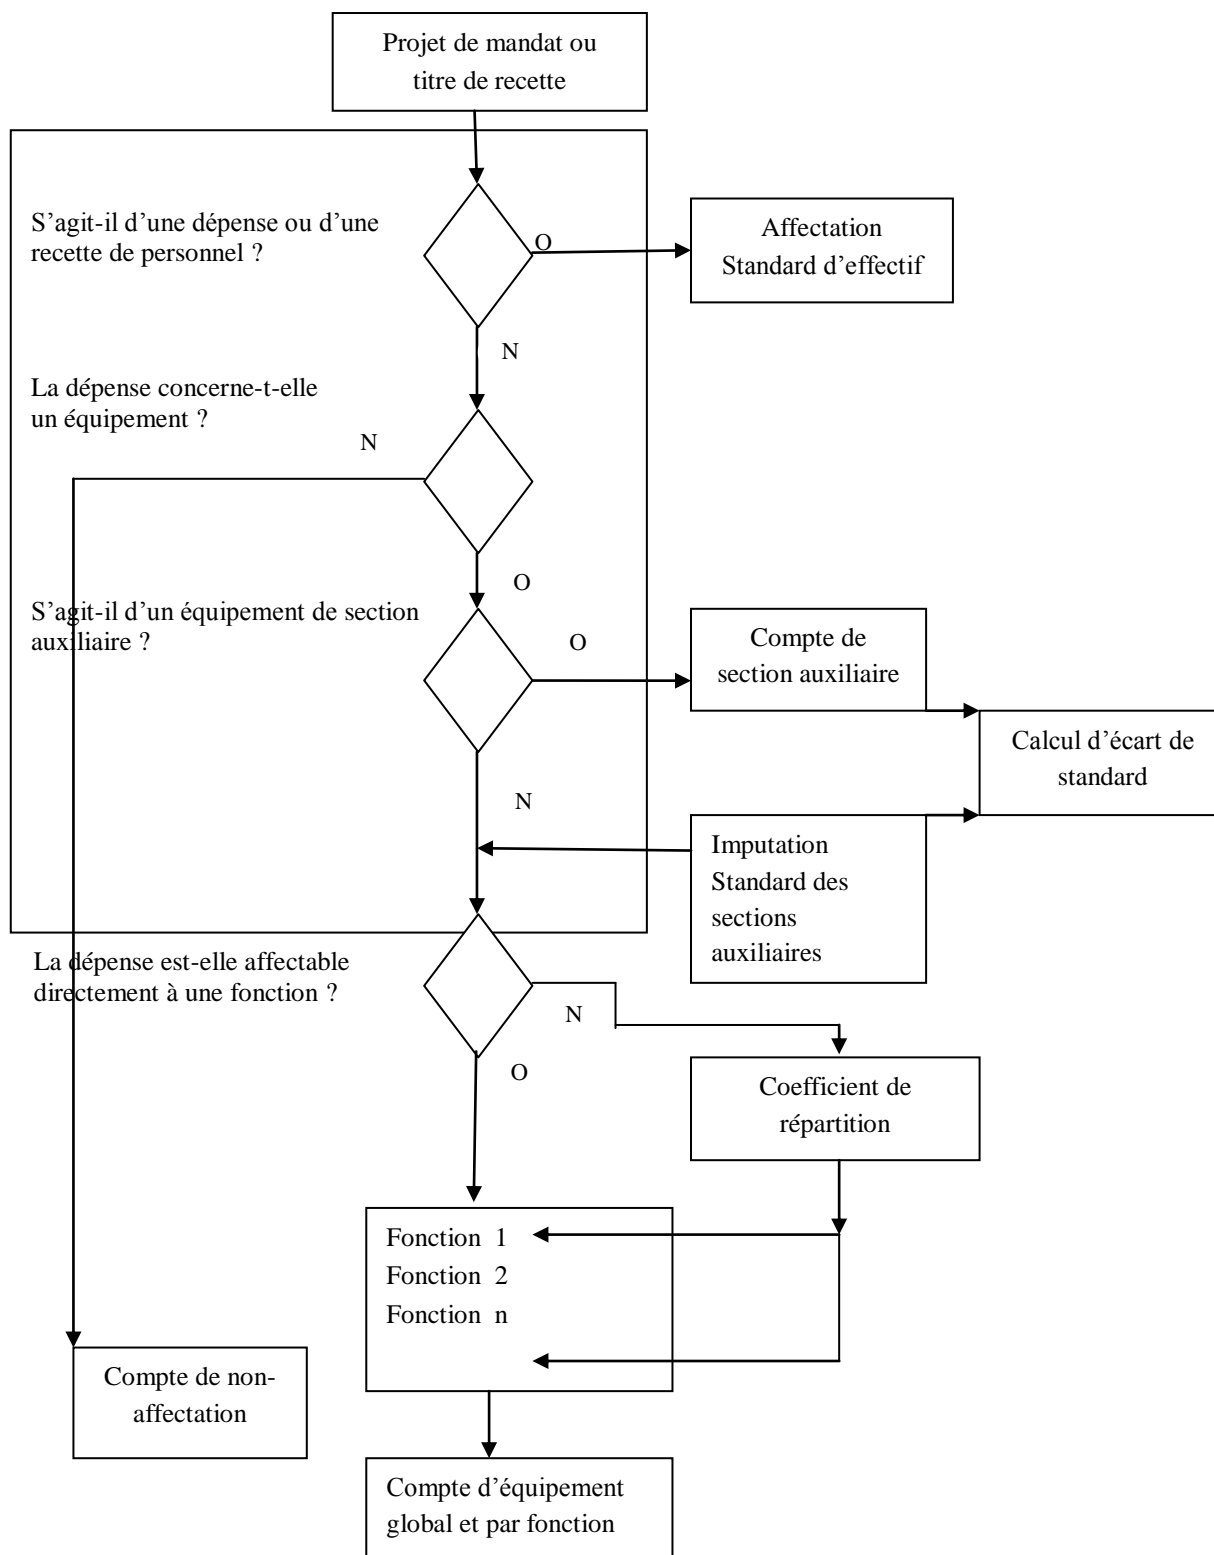 Projet de mandat ou
titre de recette
S’agit-il d’une dépense ou d’une
recette de personnel ?
O
Affectation
Standard d’effectif
N
La dépense concerne-t-elle
un équipement ?
N
O
S’agit-il d’un équipement de section
auxiliaire ?
O
Compte de
section auxiliaire
Calcul d’écart de
standard
N
Imputation
Standard des
sections
auxiliaires
La dépense est-elle affectable
directement à une fonction ?
N
O
Coefficient de
répartition
Fonction 1
Fonction 2
Fonction n
Compte de non-
affectation
Compte d’équipement
global et par fonction